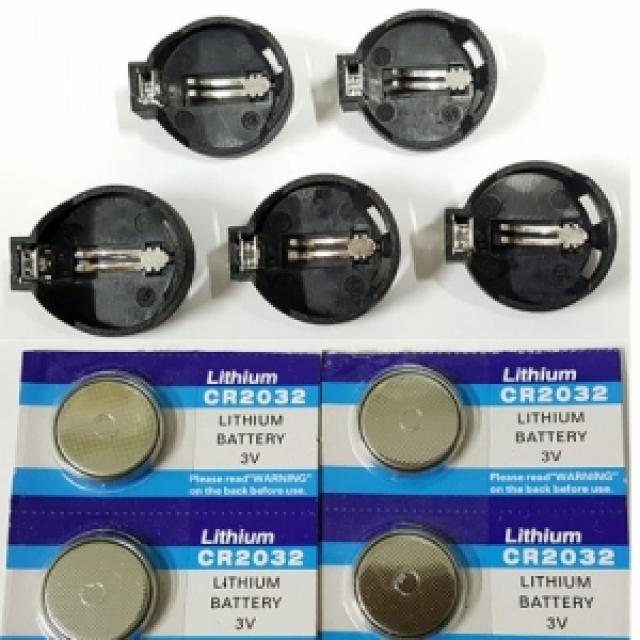 Lithium
CR2032
LITHIUM
BATTERY
3V
Please read"WARNING"
on the back before use.
Lithium
CR2032
LITHIUM
BATTERY
3V
Please read"WARNING"
on the back before use.
Lithium
CR2032
LITHIUM
BATTERY
3V
Lithium
CR2032
LITHIUM
BATTERY
3V